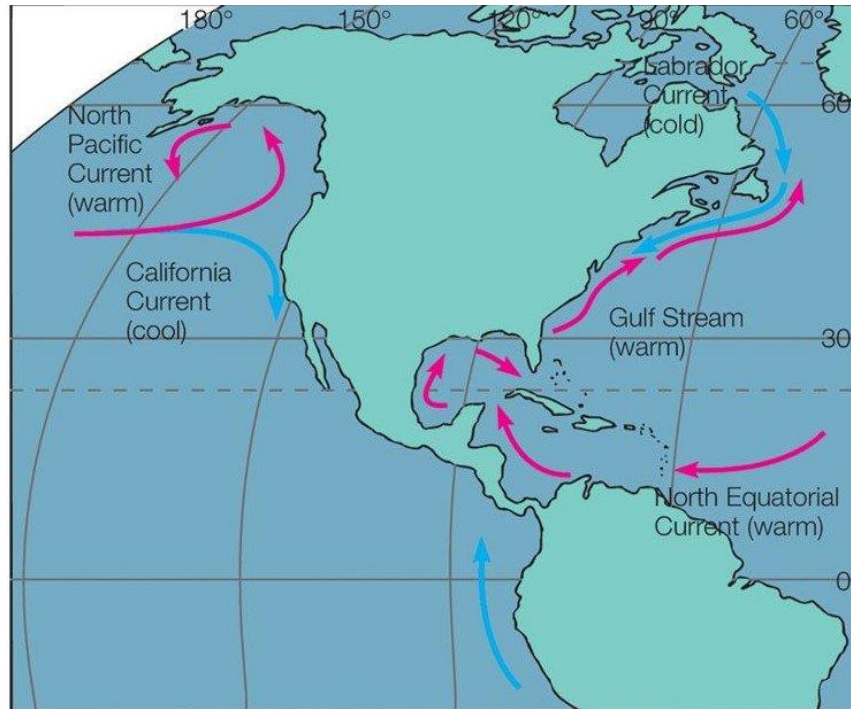 180°
150°
120°
90°
60°
Labrador
Current
(cold)
60
North
Pacific
Current
(warm)
California
Current
(cool)
Gulf Stream
(warm)
30
North Equatorial
Current (warm)
0